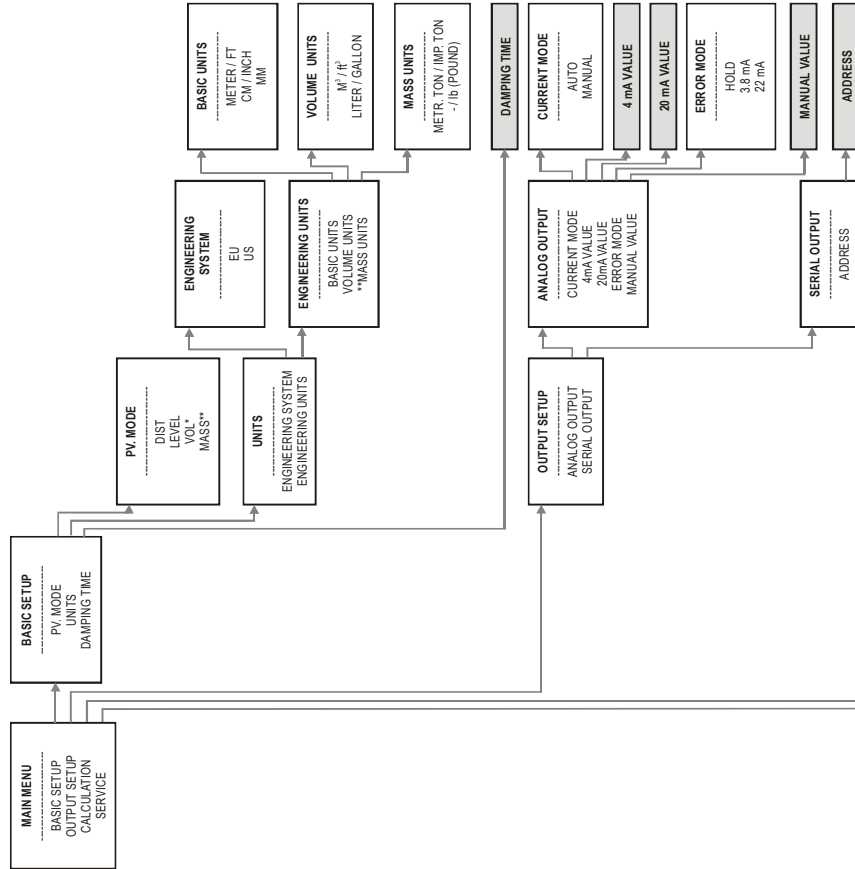 MAIN MENU
BASIC SETUP
OUTPUT SETUP
CALCULATION
SERVICE
BASIC SETUP
PV. MODE
UNITS
DAMPING TIME
PV. MODE
DIST
LEVEL
VOL*
MASS**
UNITS
ENGINEERING SYSTEM
ENGINEERING UNITS
ENGINEERING
SYSTEM
EU
US
ENGINEERING UNITS
BASIC UNITS
VOLUME UNITS
**MASS UNITS
BASIC UNITS
METER / FT
CM / INCH
MM
VOLUME UNITS
M³ / ft³
LITER / GALLON
MASS UNITS
METR. TON / IMP. TON
- / lb (POUND)
DAMPING TIME
OUTPUT SETUP
ANALOG OUTPUT
SERIAL OUTPUT
ANALOG OUTPUT
CURRENT MODE
4mA VALUE
20mA VALUE
ERROR MODE
MANUAL VALUE
CURRENT MODE
AUTO
MANUAL
4 mA VALUE
20 mA VALUE
ERROR MODE
HOLD
3.8 mA
22 mA
MANUAL VALUE
SERIAL OUTPUT
ADDRESS
ADDRESS